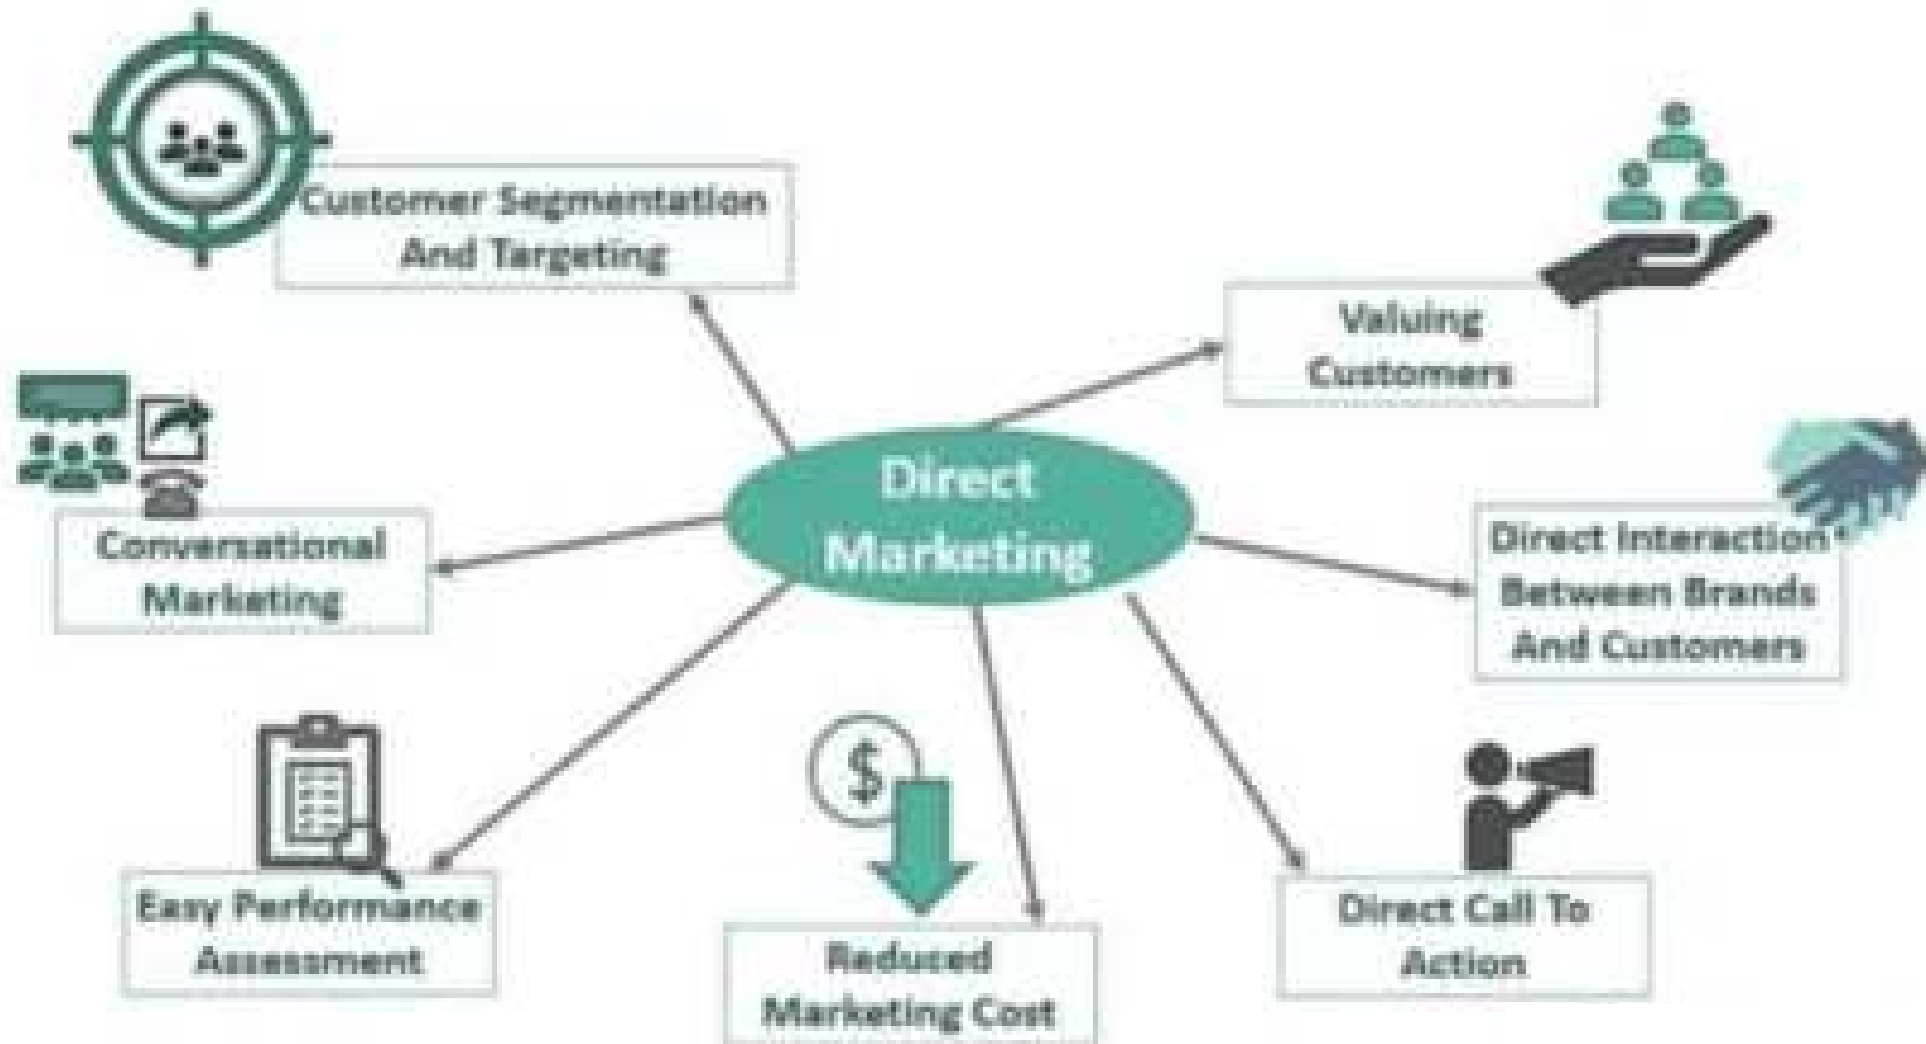 Customer Segmentation
And Targeting
Valuing
Customers
Direct
Marketing
Conversational
Marketing
Direct Interaction
Between Brands
And Customers
Easy Performance
Assessment
$
Reduced
Marketing Cost
Direct Call To
Action